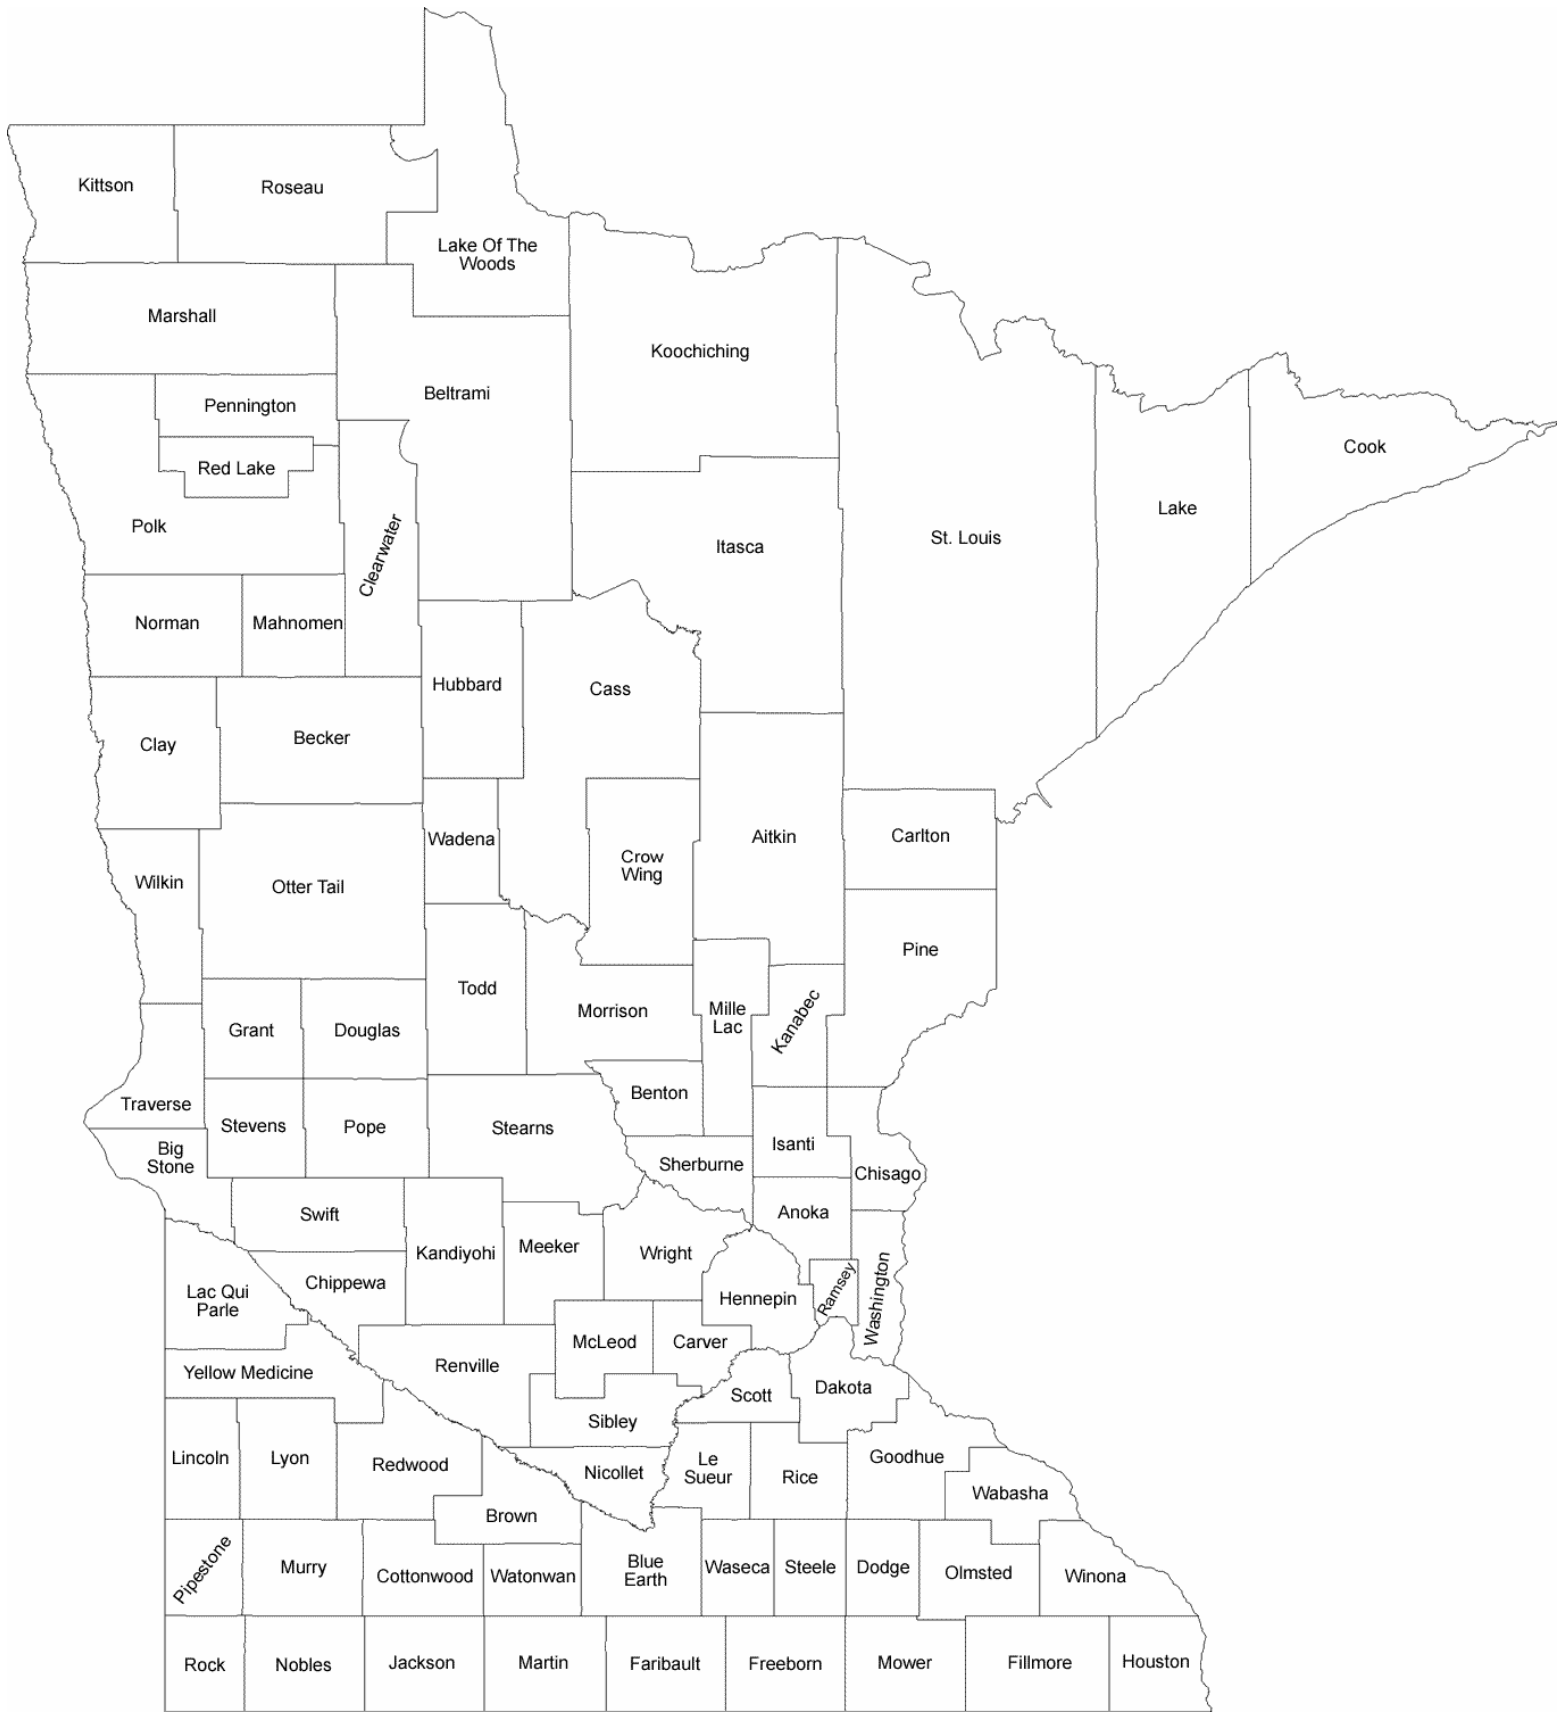 Kittson
Roseau
Lake Of The
Woods
Marshall
Koochiching
Beltrami
Pennington
Red Lake
Polk
Clearwater
Itasca
St. Louis
Lake
Cook
Norman
Mahnomen
Hubbard
Cass
Clay
Becker
Wadena
Crow
Wing
Aitkin
Carlton
Wilkin
Otter Tail
Pine
Todd
Morrison
Mille
Lac
Kanabec
Grant
Douglas
Traverse
Stevens
Pope
Stearns
Benton
Isanti
Big
Stone
Sherburne
Chisago
Swift
Anoka
Kandiyohi
Meeker
Wright
Lac Qui
Parle
Chippewa
Hennepin
Ramsey
Washington
McLeod
Carver
Yellow Medicine
Renville
Scott
Dakota
Sibley
Lincoln
Lyon
Redwood
Nicollet
Le
Sueur
Rice
Goodhue
Wabasha
Brown
Pipestone
Murry
Cottonwood
Watonwan
Blue
Earth
Waseca
Steele
Dodge
Olmsted
Winona
Rock
Nobles
Jackson
Martin
Faribault
Freeborn
Mower
Fillmore
Houston